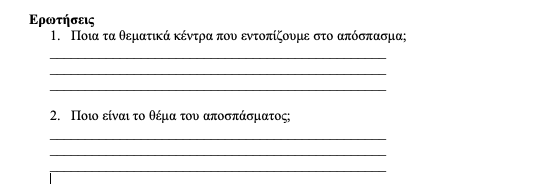 Ερωτήσεις
1. Ποια τα θεματικά κέντρα που εντοπίζουμε στο απόσπασμα;
2. Ποιο είναι το θέμα του αποσπάσματος;